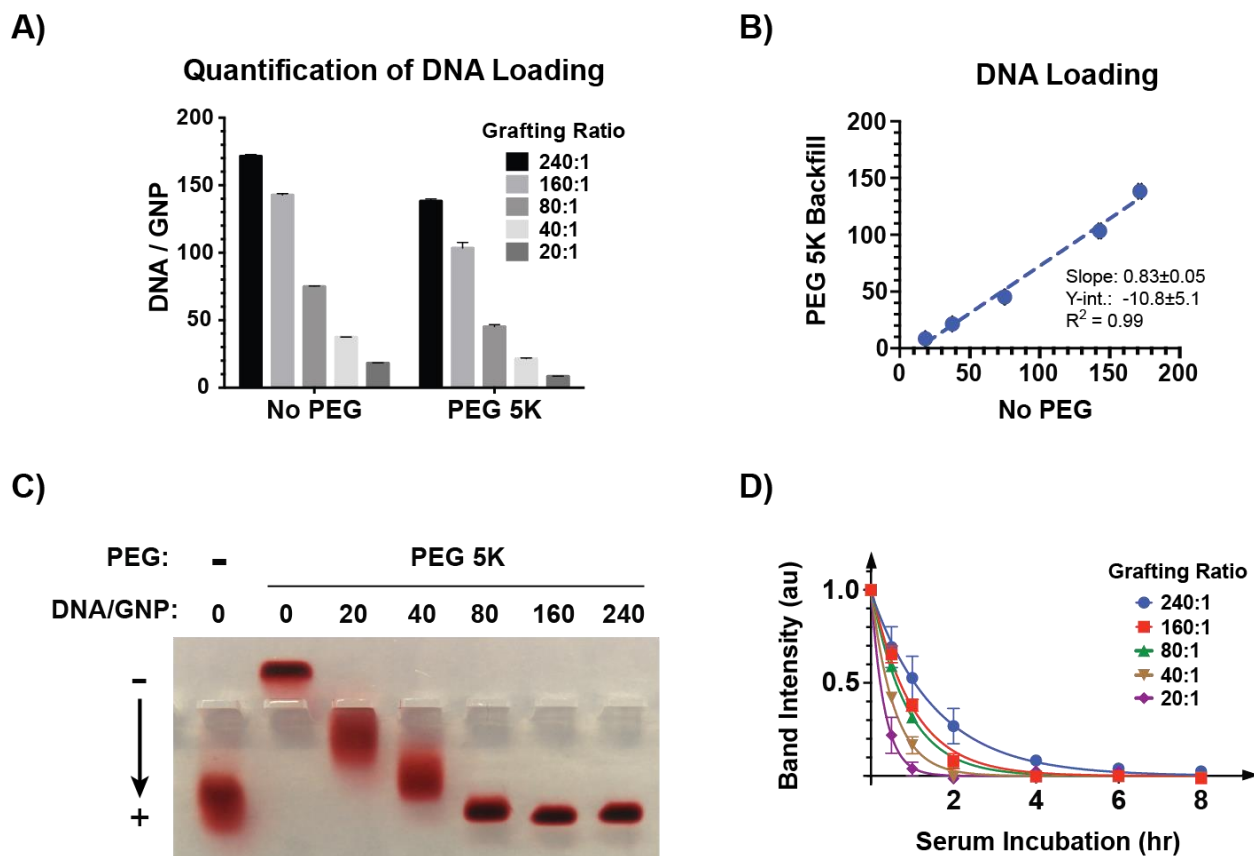 A)
Quantification of DNA Loading
DNA / GNP
200
150
100
50
0
No PEG
PEG 5K
Grafting Ratio
240:1
160:1
80:1
40:1
20:1
B)
DNA Loading
PEG 5K Backfill
200
150
100
50
0
0 50 100 150 200
No PEG
Slope: 0.83±0.05
Y-int.: -10.8±5.1
R² = 0.99
C)
PEG: - PEG 5K
DNA/GNP: 0 0 20 40 80 160 240
-
+
D)
Band Intensity (au)
1.0
0.5
2 4 6 8
Serum Incubation (hr)
Grafting Ratio
240:1
160:1
80:1
40:1
20:1